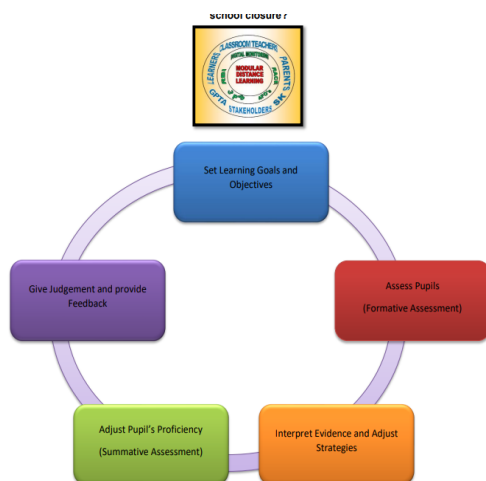 school closure?
CLASSROOM TEACHERS
LEARNERS
PARENTS
MODULAR
DISTANCE
LEARNING
GPTA
STAKEHOLDERS
SK
Set Learning Goals and
Objectives
Give Judgement and provide
Feedback
Assess Pupils
(Formative Assessment)
Adjust Pupil's Proficiency
(Summative Assessment)
Interpret Evidence and Adjust
Strategies